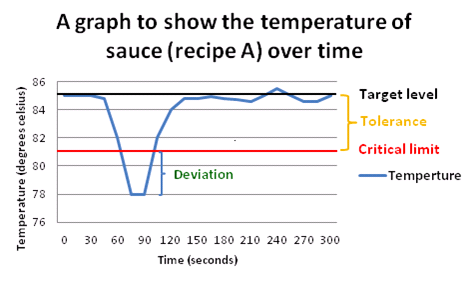 A graph to show the temperature of
sauce (recipe A) over time
Temperature (degrees celsius)
86
84
82
80
78
76
Target level
Tolerance
Critical limit
Temperture
Deviation
0 30 60 90 120 150 180 210 240 270 300
Time (seconds)